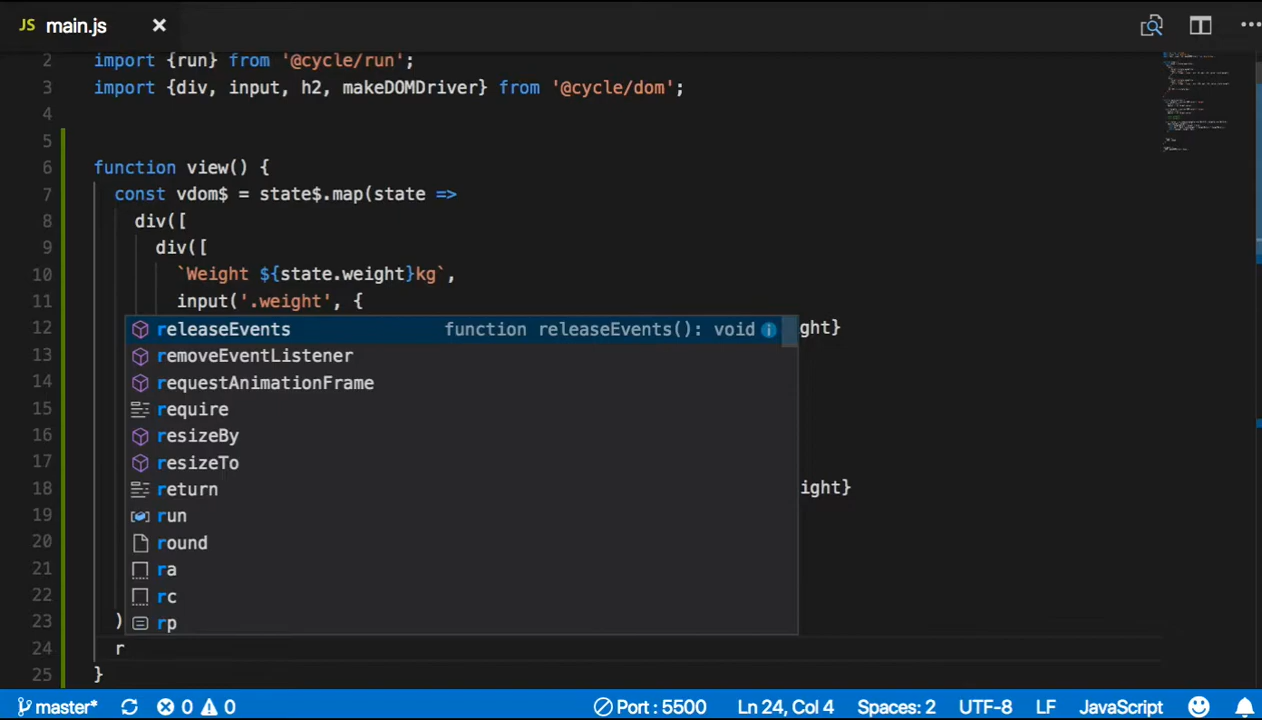 JS main.js ×
2 import {run} from '@cycle/run';
3 import {div, input, h2, makeDOMDriver} from '@cycle/dom';
4
5
6 function view() {
7 const vdom$ = state$.map(state =>
8 div([
9 div([
10 `Weight ${state.weight}kg`,
11 input('.weight', {
releaseEvents function releaseEvents(): void
12 ght}
removeEventListener
13
requestAnimationFrame
14
require
15
resizeBy
16
resizeTo
17
return
18 ight}
run
19
round
20
ra
21
rc
22
23 )
rp
24 r
25 }
master* 0 0 Port : 5500 Ln 24, Col 4 Spaces: 2 UTF-8 LF JavaScript